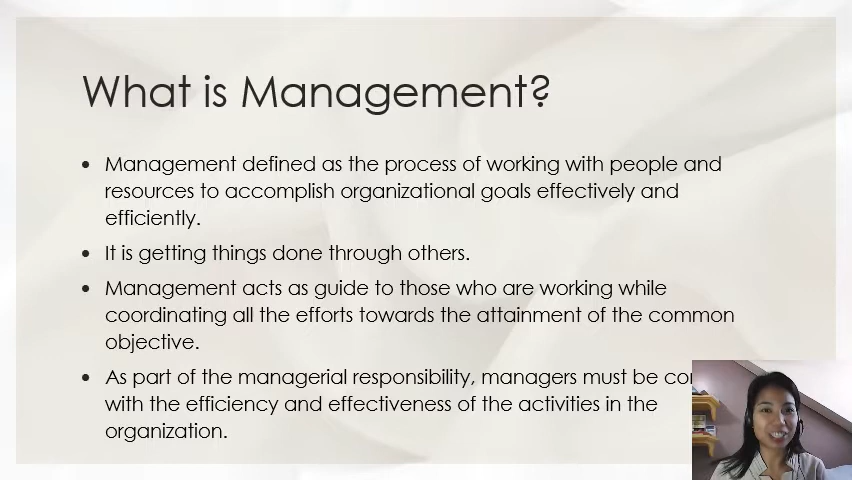 What is Management?
• Management defined as the process of working with people and
resources to accomplish organizational goals effectively and
efficiently.
• It is getting things done through others.
• Management acts as guide to those who are working while
coordinating all the efforts towards the attainment of the common
objective.
• As part of the managerial responsibility, managers must be
with the efficiency and effectiveness of the activities in the
organization.